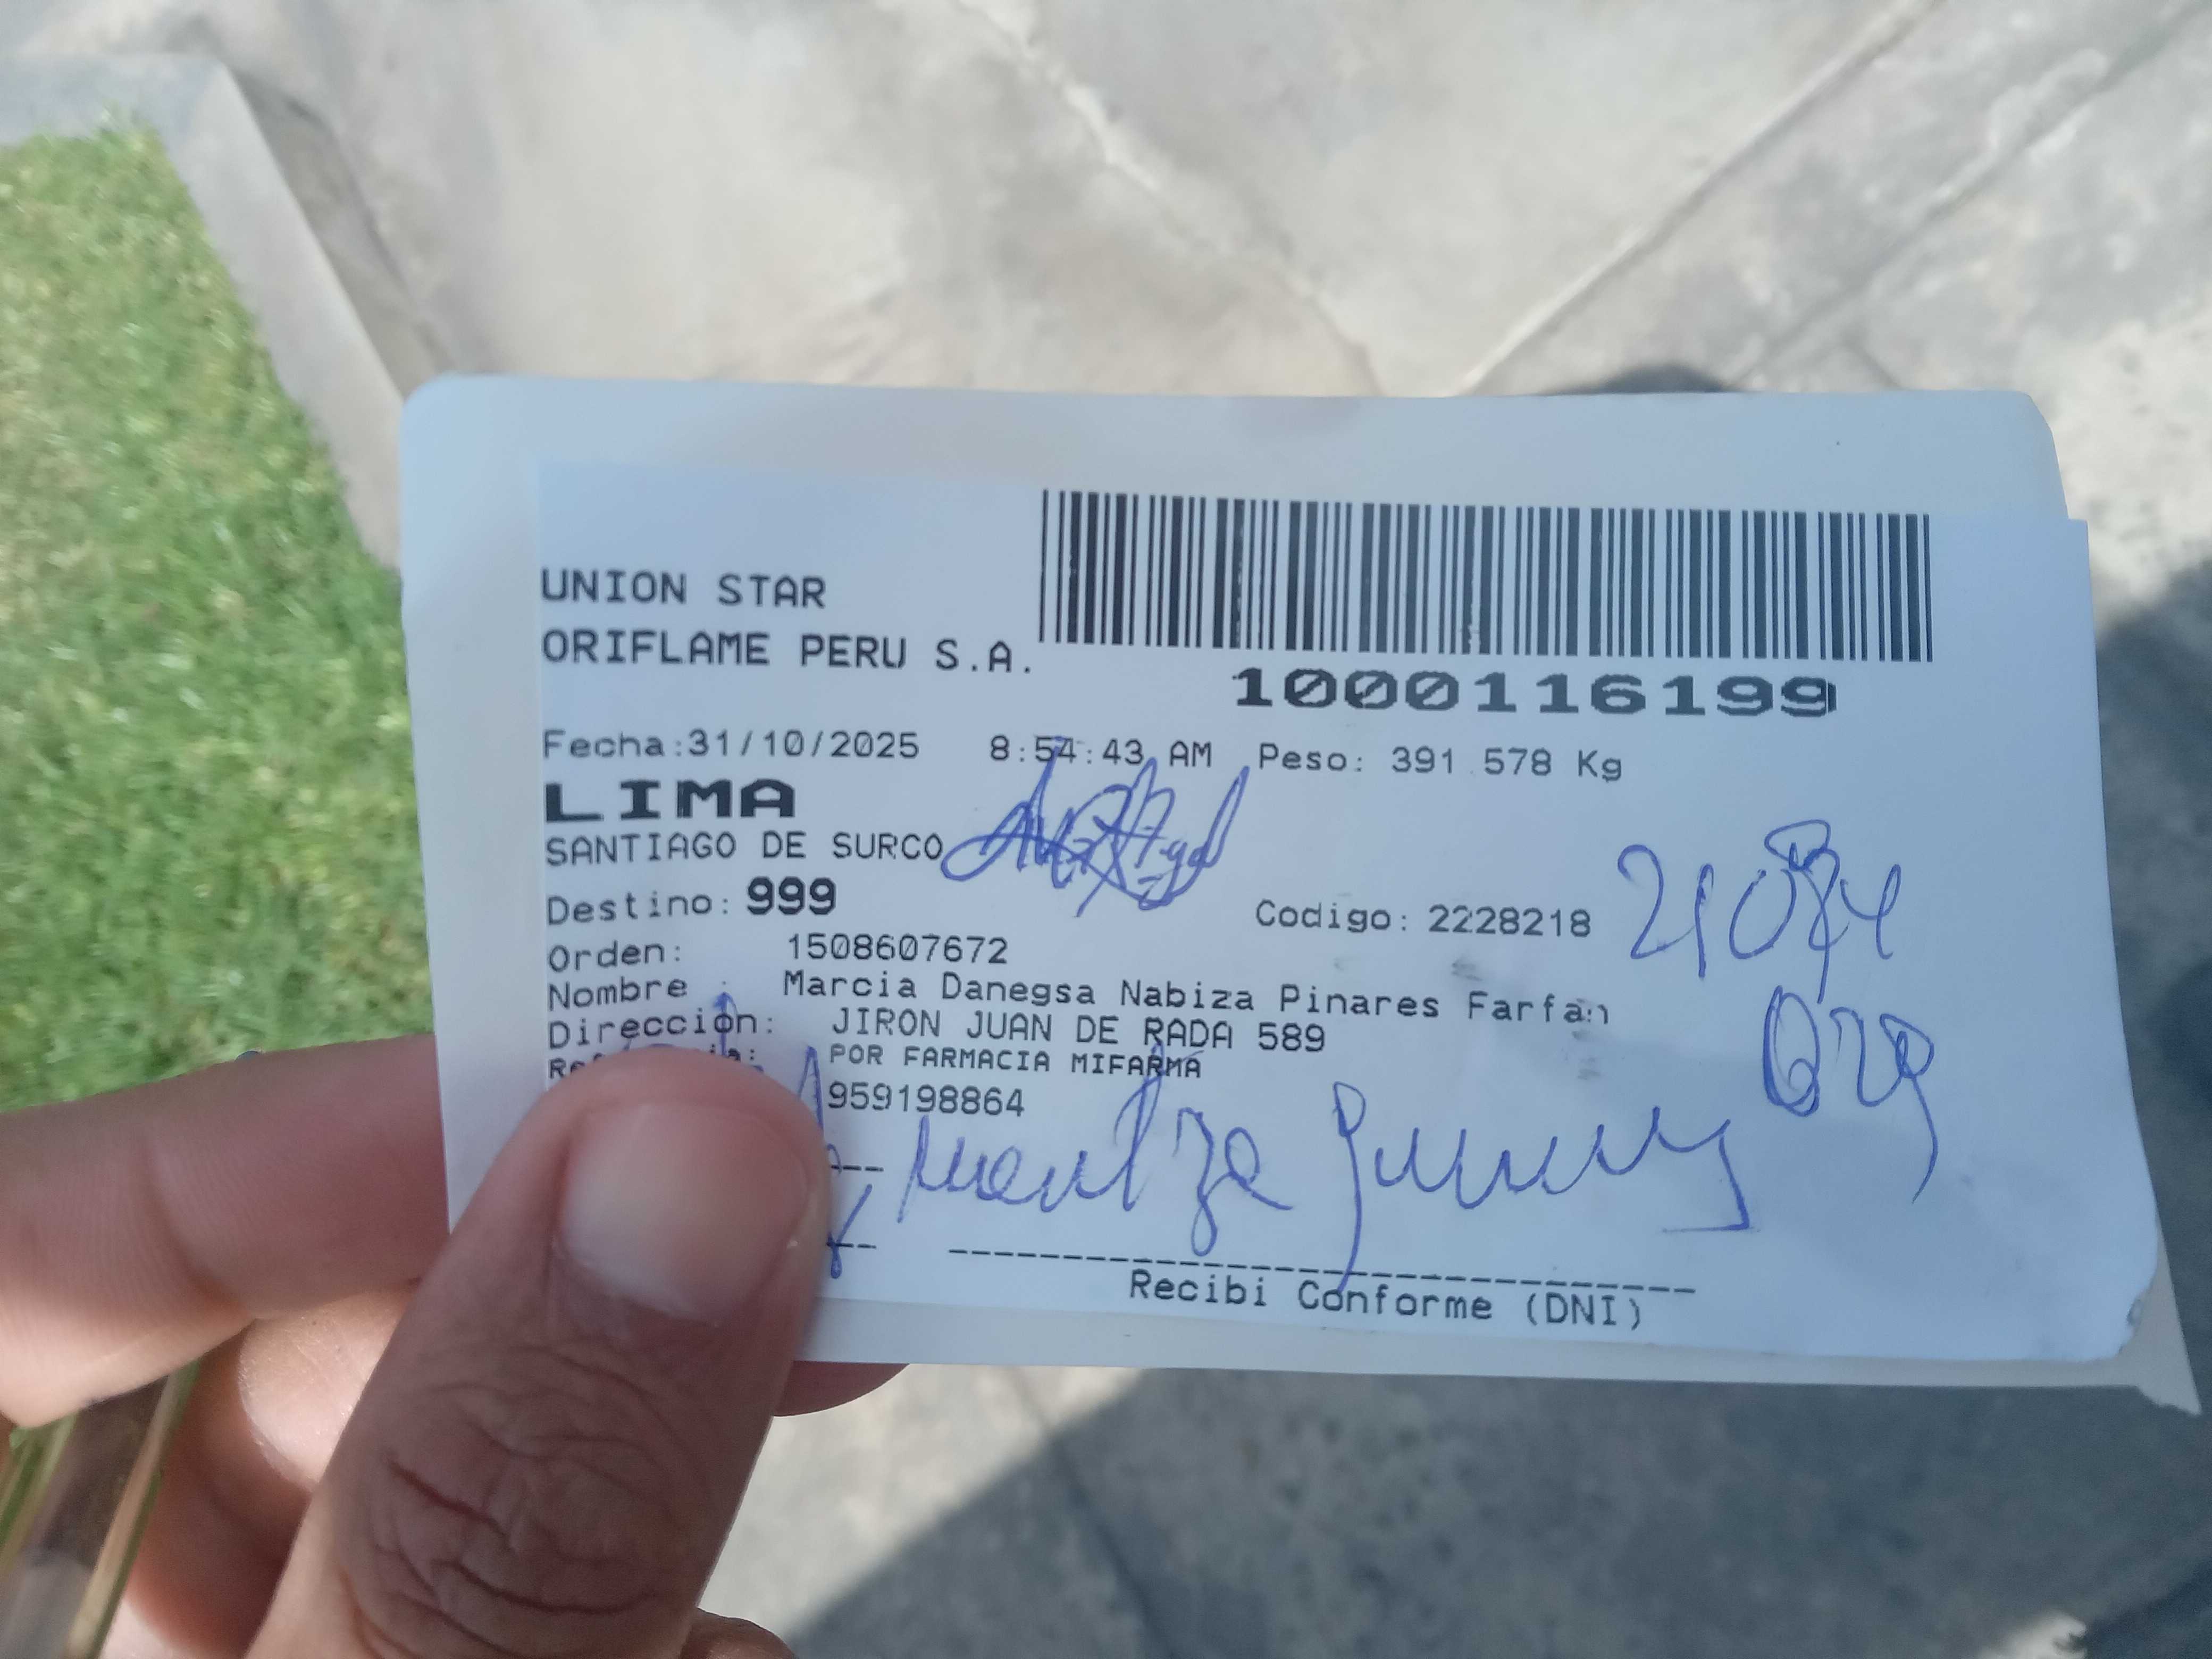 UNION STAR
ORIFLAME PERU S.A.
1000116199
Fecha:31/10/2025 8:54:43 AM Peso: 391.578 Kg
LIMA
SANTIAGO DE SURCO
Destino: 999 Codigo: 2228218
Orden: 1508607672
Nombre : Marcia Danegsa Nabiza Pinares Farfan
Dirección: JIRON JUAN DE RADA 589
POR FARMACIA MIFARMA
959198864
Recibi Conforme (DNI)